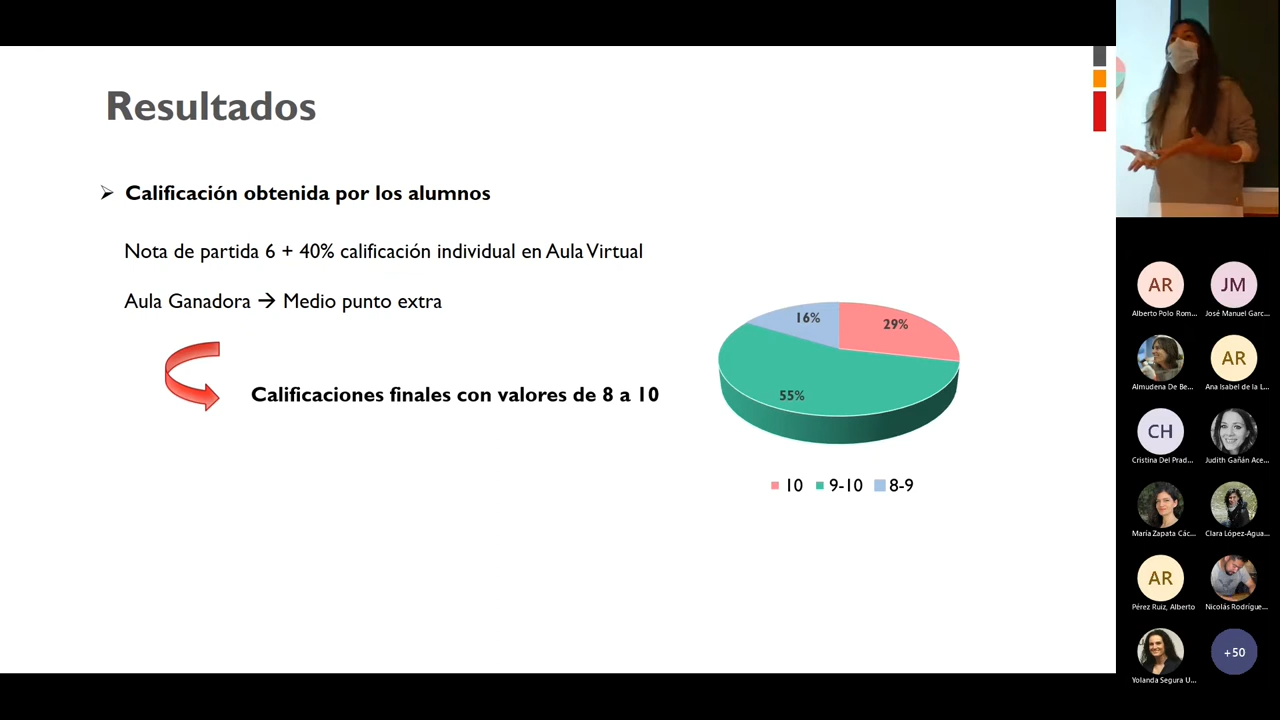 Resultados
➢ Calificación obtenida por los alumnos
Nota de partida 6 + 40% calificación individual en Aula Virtual
Aula Ganadora → Medio punto extra
Calificaciones finales con valores de 8 a 10
16%
29%
55%
10 9-10 8-9
AR JM
Alberto Polo Rom... José Manuel Garc...
AR
Almudena De Be... Ana Isabel de la L...
CH
Cristina Del Prad... Judith Gañán Ace...
María Zapata Các... Clara López-Agua...
AR
Pérez Ruiz, Alberto Nicolás Rodrígue...
+50
Yolanda Segura U...